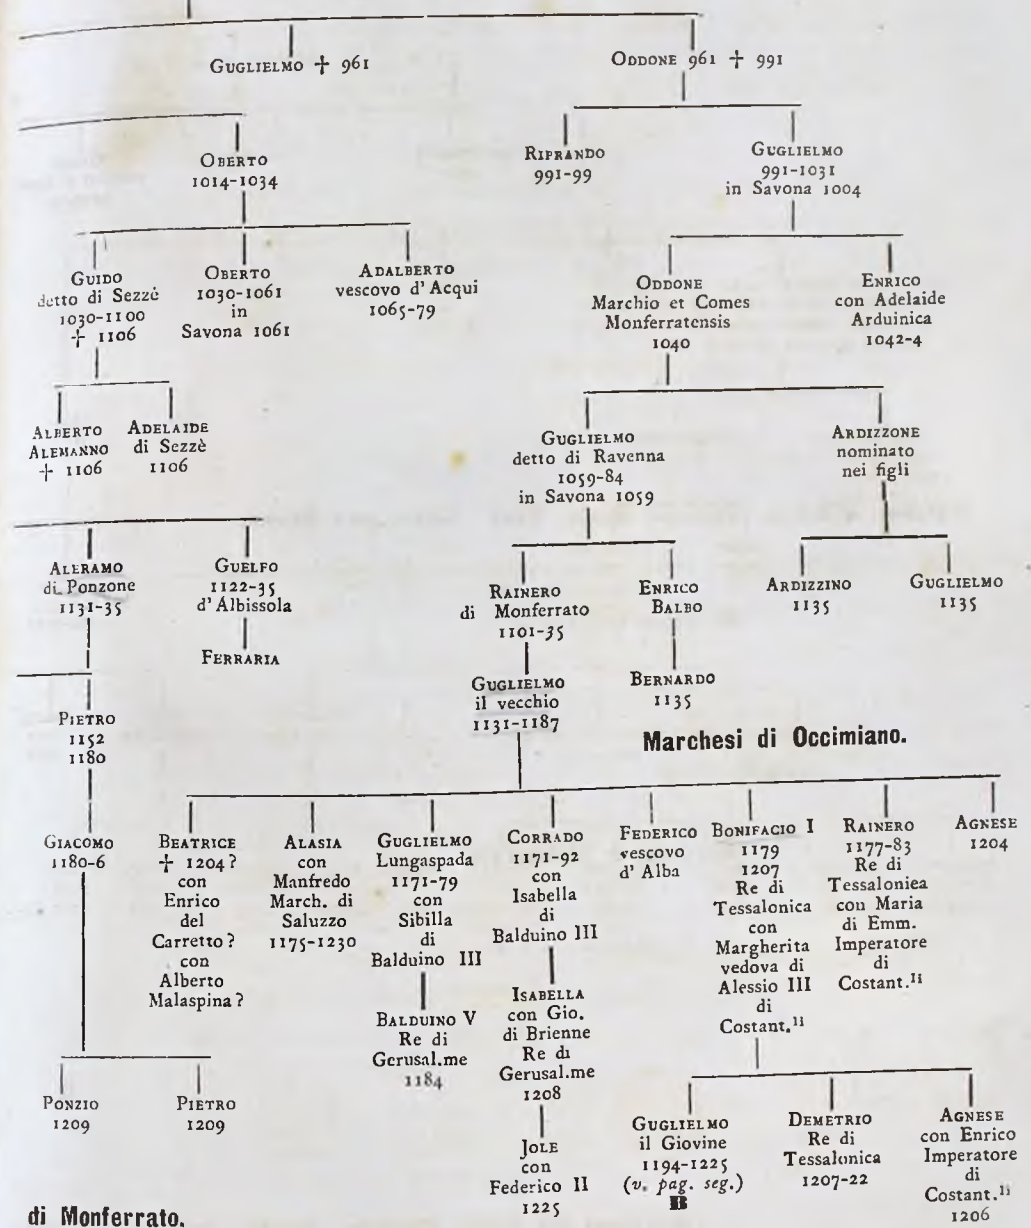 GUGLIELMO ✝ 961
ODDONE 961 ✝ 991
OBERTO
1014-1034
RIPRANDO
991-99
GUGLIELMO
991-1031
in Savona 1004
GUIDO
detto di Sezzè
1030-1100
✝ 1106
OBERTO
1030-1061
in
Savona 1061
ADALBERTO
vescovo d'Acqui
1065-79
ODDONE
Marchio et Comes
Monferratensis
1040
ENRICO
con Adelaide
Arduinica
1042-4
ALBERTO
ALEMANNO
✝ 1106
ADELAIDE
di Sezzè
1106
GUGLIELMO
detto di Ravenna
1059-84
in Savona 1059
ARDIZZONE
nominato
nei figli
ALERAMO
di Ponzone
1131-35
GUELFO
1122-35
d'Albissola
FERRARIA
RAINERO
di Monferrato
1101-35
ENRICO
BALBO
ARDIZZINO
1135
GUGLIELMO
1135
PIETRO
1152
1180
GUGLIELMO
il vecchio
1131-1187
BERNARDO
1135
Marchesi di Occimiano.
GIACOMO
1180-6
BEATRICE
✝ 1204?
con
Enrico
del
Carretto?
con
Alberto
Malaspina?
ALASIA
con
Manfredo
March. di
Saluzzo
1175-1230
GUGLIELMO
Lungaspada
1171-79
con
Sibilla
di
Balduino III
BALDUINO V
Re di
Gerusal.me
1184
CORRADO
1171-92
con
Isabella
di
Balduino III
ISABELLA
con Gio.
di Brienne
Re di
Gerusal.me
1208
JOLE
con
Federico II
1225
FEDERICO
vescovo
d' Alba
BONIFACIO I
1179
1207
Re di
Tessalonica
con
Margherita
vedova di
Alessio III
di
Costant.li
RAINERO
1177-83
Re di
Tessaloniea
con Maria
di Emm.
Imperatore
di
Costant.li
AGNESE
1204
PONZIO
1209
PIETRO
1209
GUGLIELMO
il Giovine
1194-1225
(v. pag. seg.)
B
DEMETRIO
Re di
Tessalonica
1207-22
AGNESE
con Enrico
Imperatore
di
Costant.li
1206
di Monferrato.